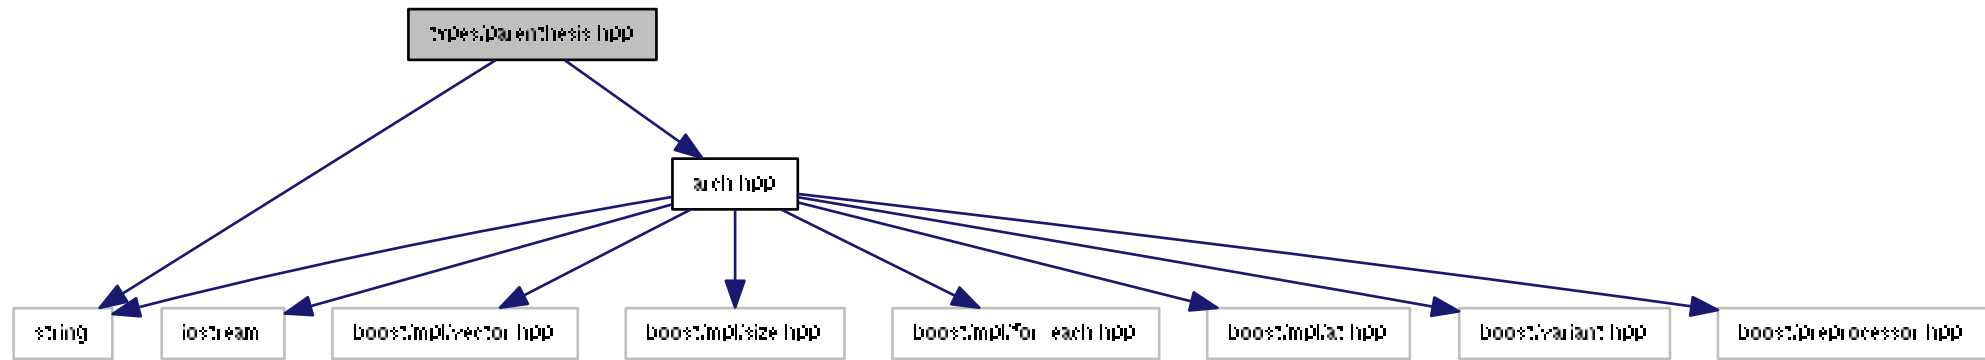 types/parenthesis.hpp
arch.hpp
string
iostream
boost/mpl/vector.hpp
boost/mpl/size.hpp
boost/mpl/for_each.hpp
boost/mpl/at.hpp
boost/variant.hpp
boost/preprocessor.hpp